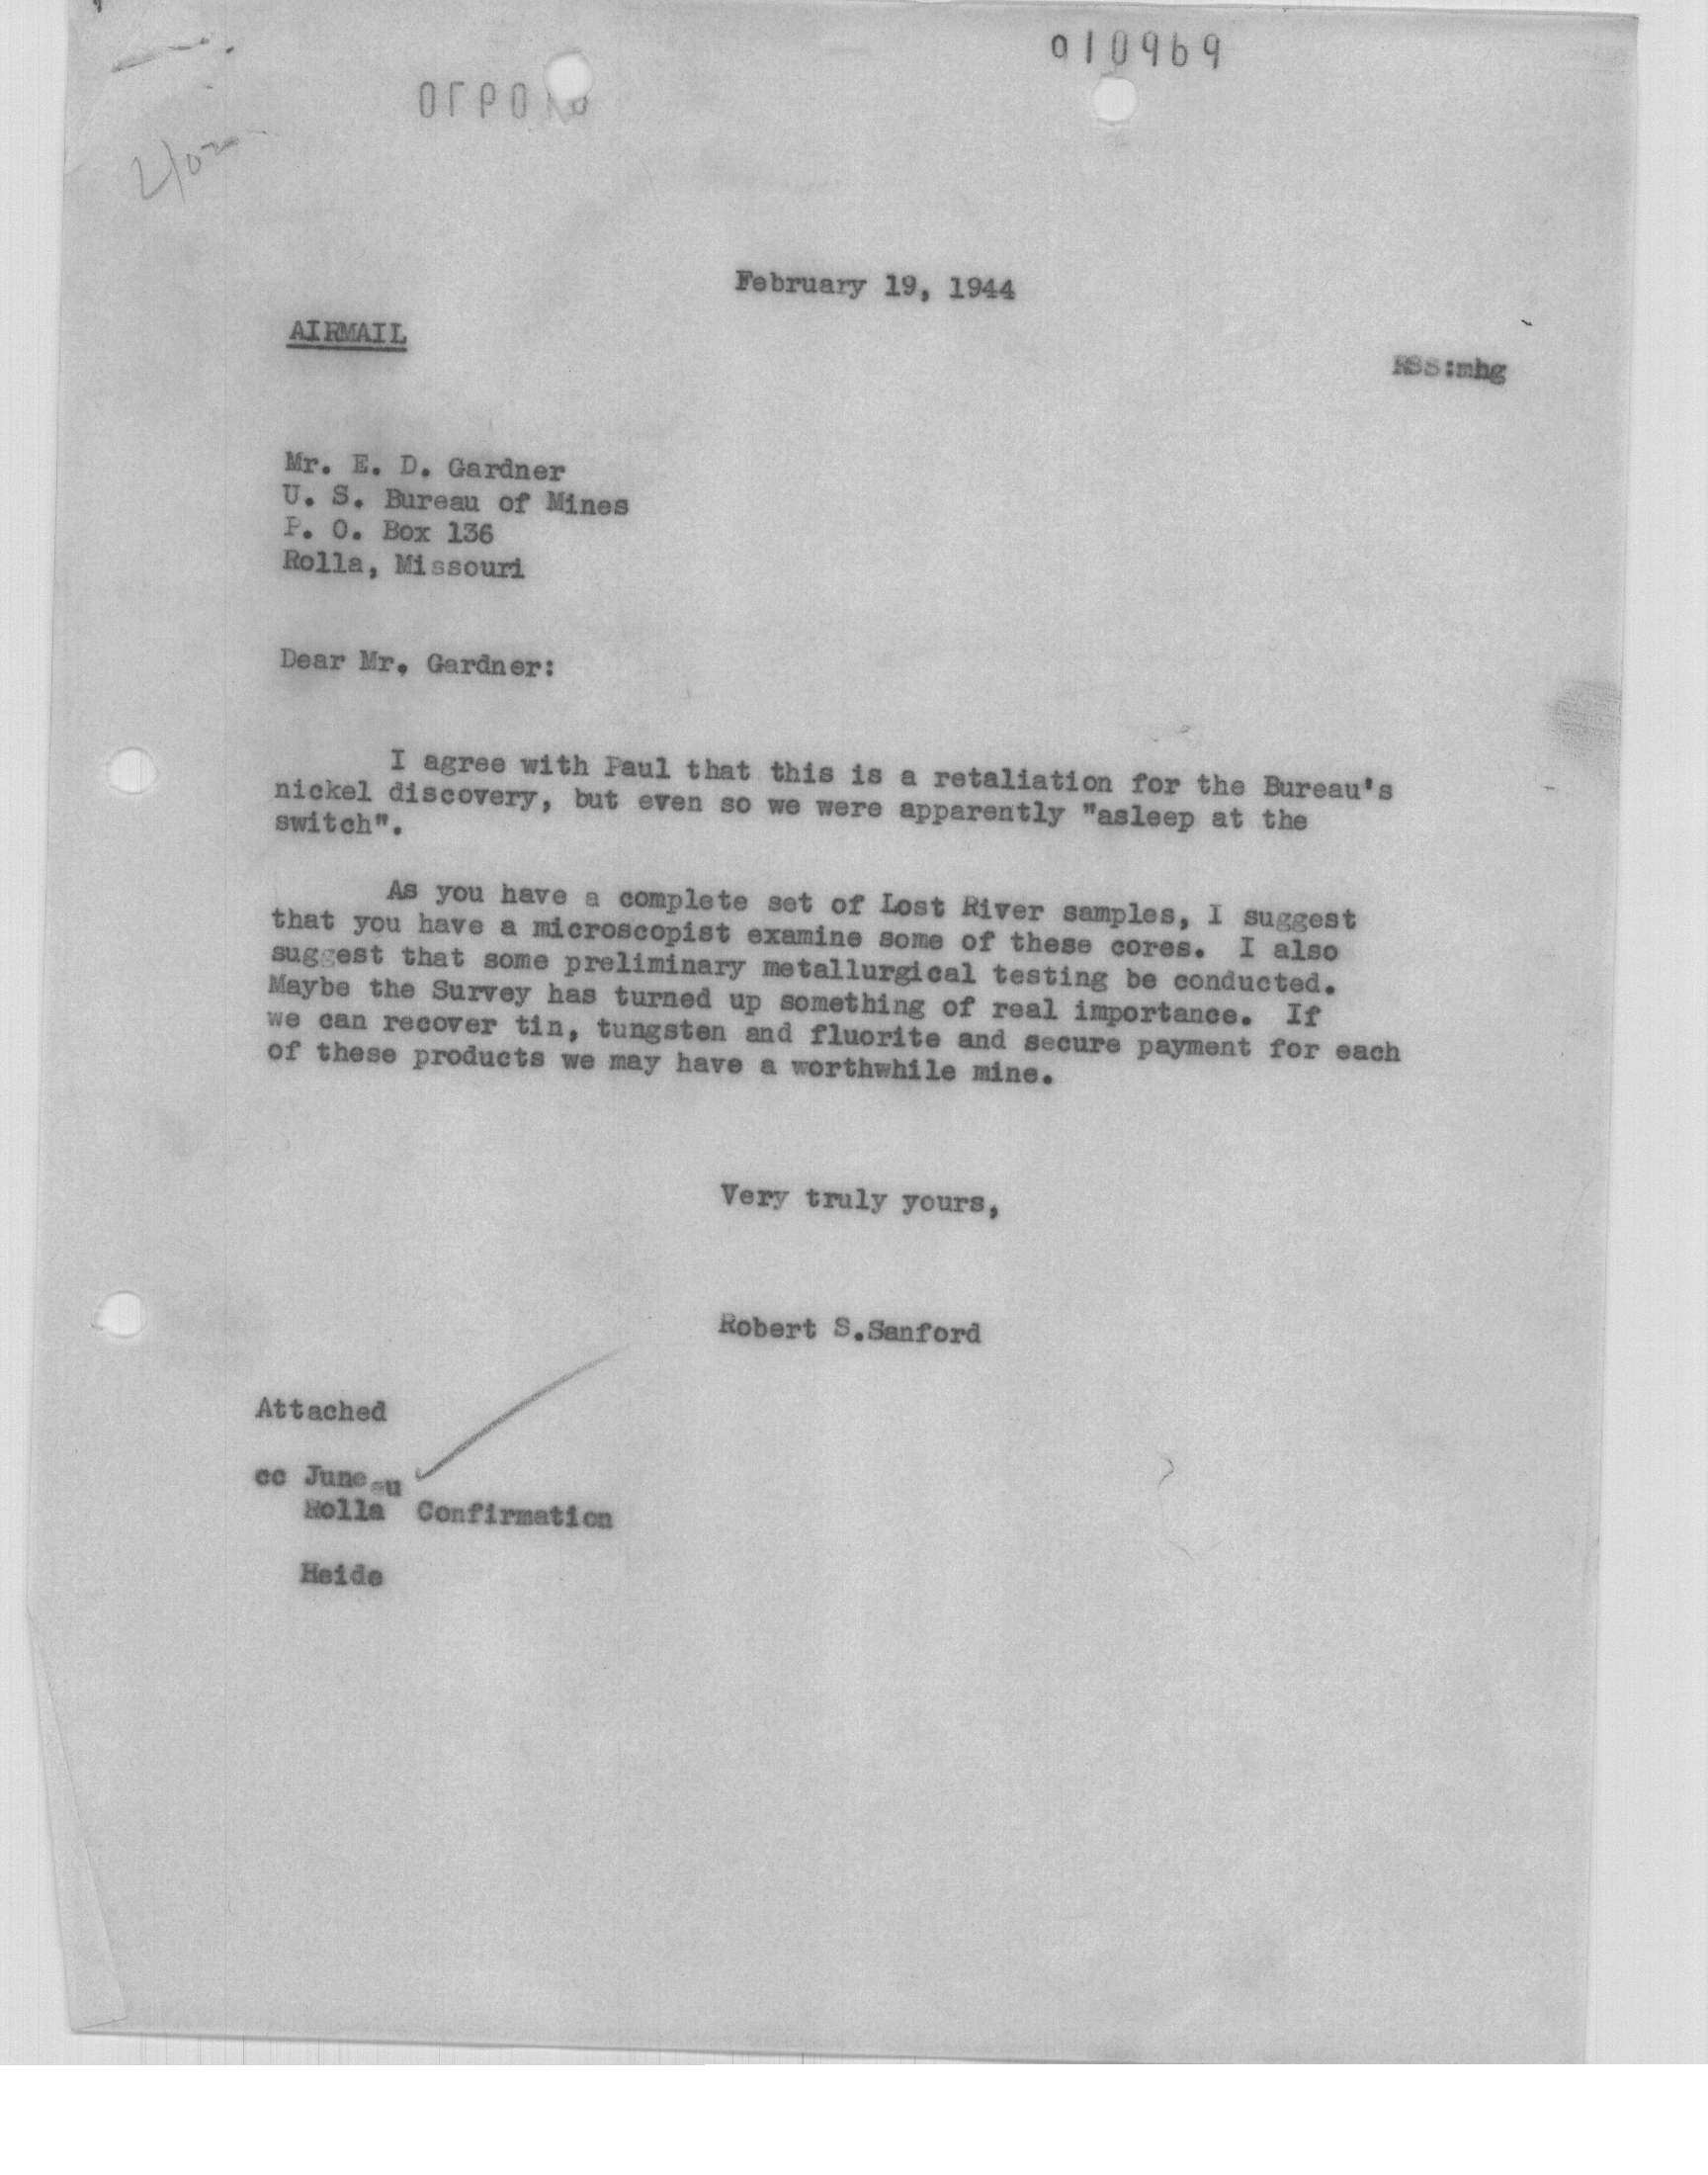 010969
February 19, 1944
AIRMAIL
RSS:mhg
Mr. E. D. Gardner
U. S. Bureau of Mines
P. O. Box 136
Rolla, Missouri
Dear Mr. Gardner:
I agree with Paul that this is a retaliation for the Bureau's
nickel discovery, but even so we were apparently "asleep at the
switch".
As you have a complete set of Lost River samples, I suggest
that you have a microscopist examine some of these cores. I also
suggest that some preliminary metallurgical testing be conducted.
Maybe the Survey has turned up something of real importance. If
we can recover tin, tungsten and fluorite and secure payment for each
of these products we may have a worthwhile mine.
Very truly yours,
Robert S.Sanford
Attached
cc Juneau
Rolla Confirmation
Heide